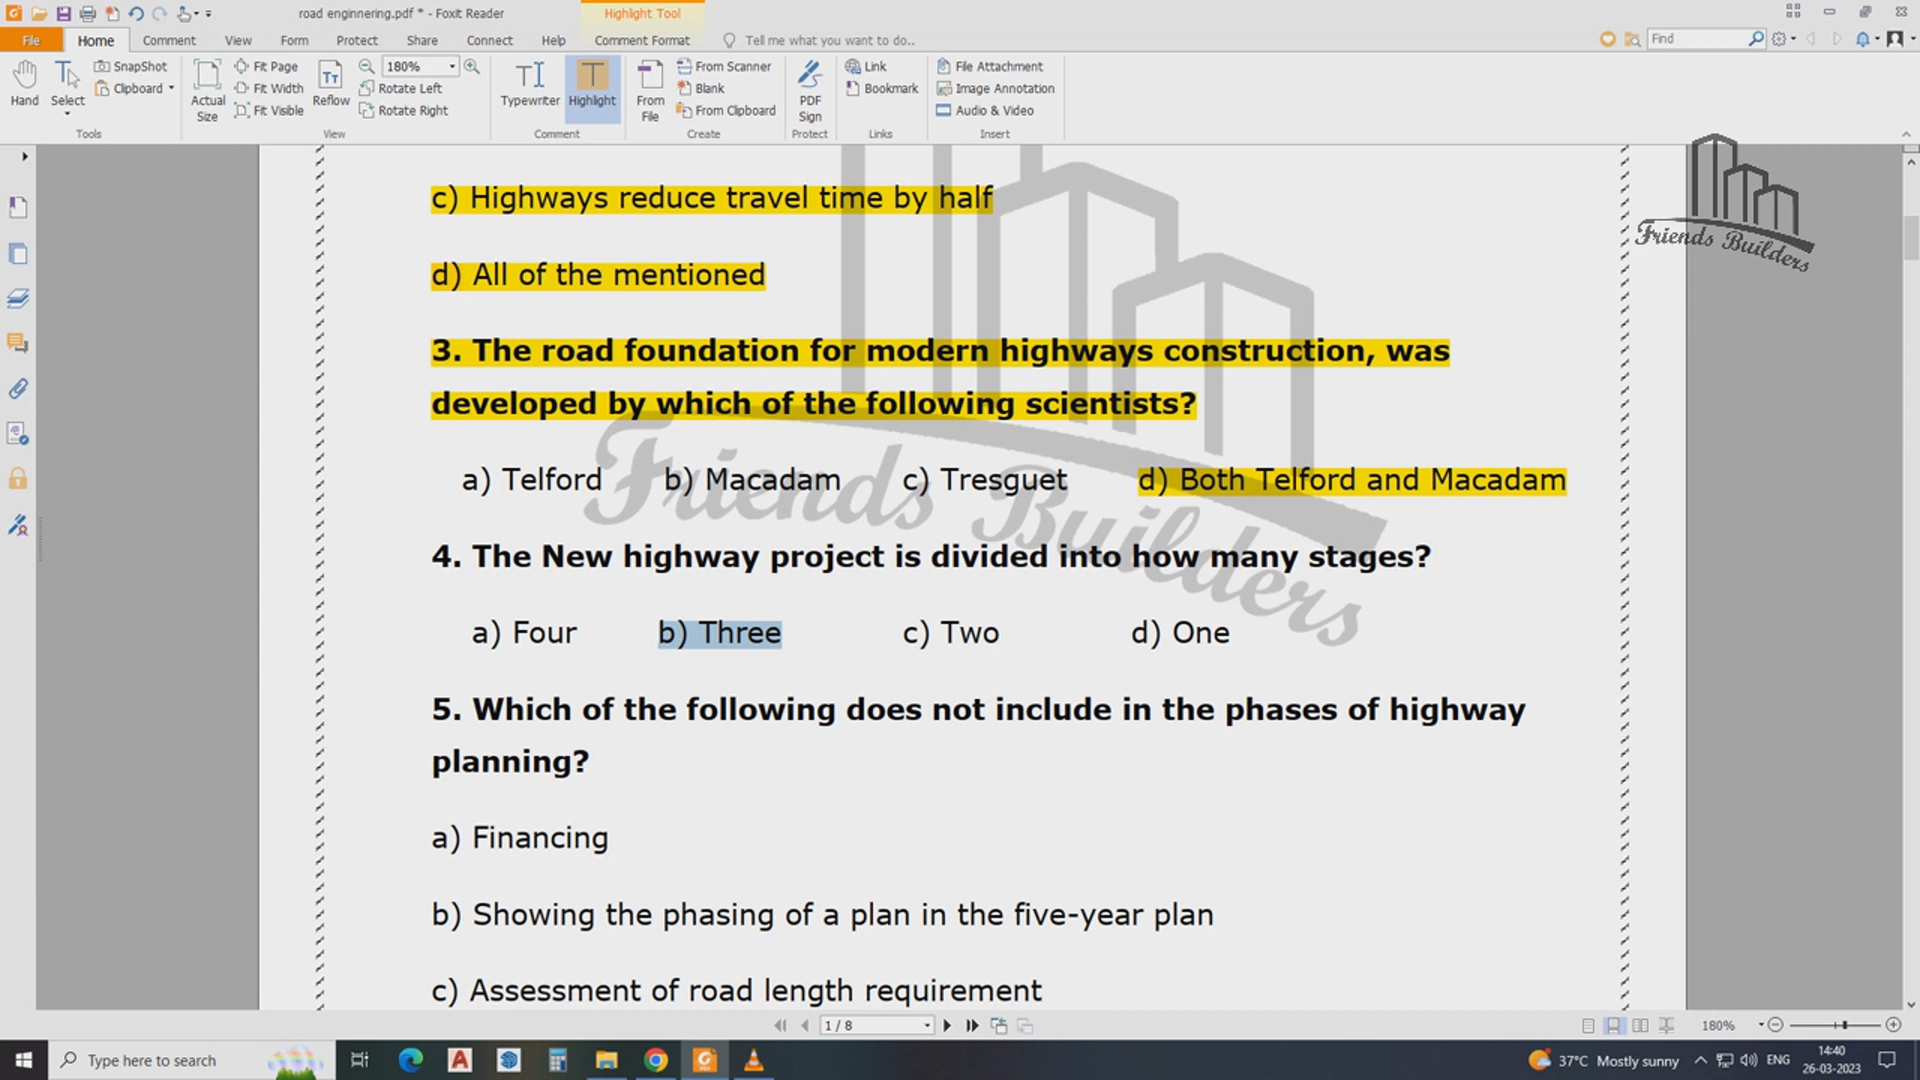 road enginnering.pdf * - Foxit Reader
Highlight Tool
File
Home
Comment
View
Form
Protect
Share
Connect
Help
Comment Format
Tell me what you want to do..
Find
Hand
Select
SnapShot
Clipboard
Tools
Actual Size
Fit Page
Fit Width
Fit Visible
Reflow
180%
Rotate Left
Rotate Right
View
Typewriter
Highlight
Comment
From File
From Scanner
Blank
From Clipboard
Create
PDF Sign
Protect
Link
Bookmark
Links
File Attachment
Image Annotation
Audio & Video
Insert
Friends Builders
c) Highways reduce travel time by half
d) All of the mentioned
3. The road foundation for modern highways construction, was
developed by which of the following scientists?
a) Telford b) Macadam c) Tresguet d) Both Telford and Macadam
Friends Builders
4. The New highway project is divided into how many stages?
a) Four b) Three c) Two d) One
5. Which of the following does not include in the phases of highway
planning?
a) Financing
b) Showing the phasing of a plan in the five-year plan
c) Assessment of road length requirement
1 / 8
180%
Type here to search
37°C Mostly sunny
ENG
14:40
26-03-2023